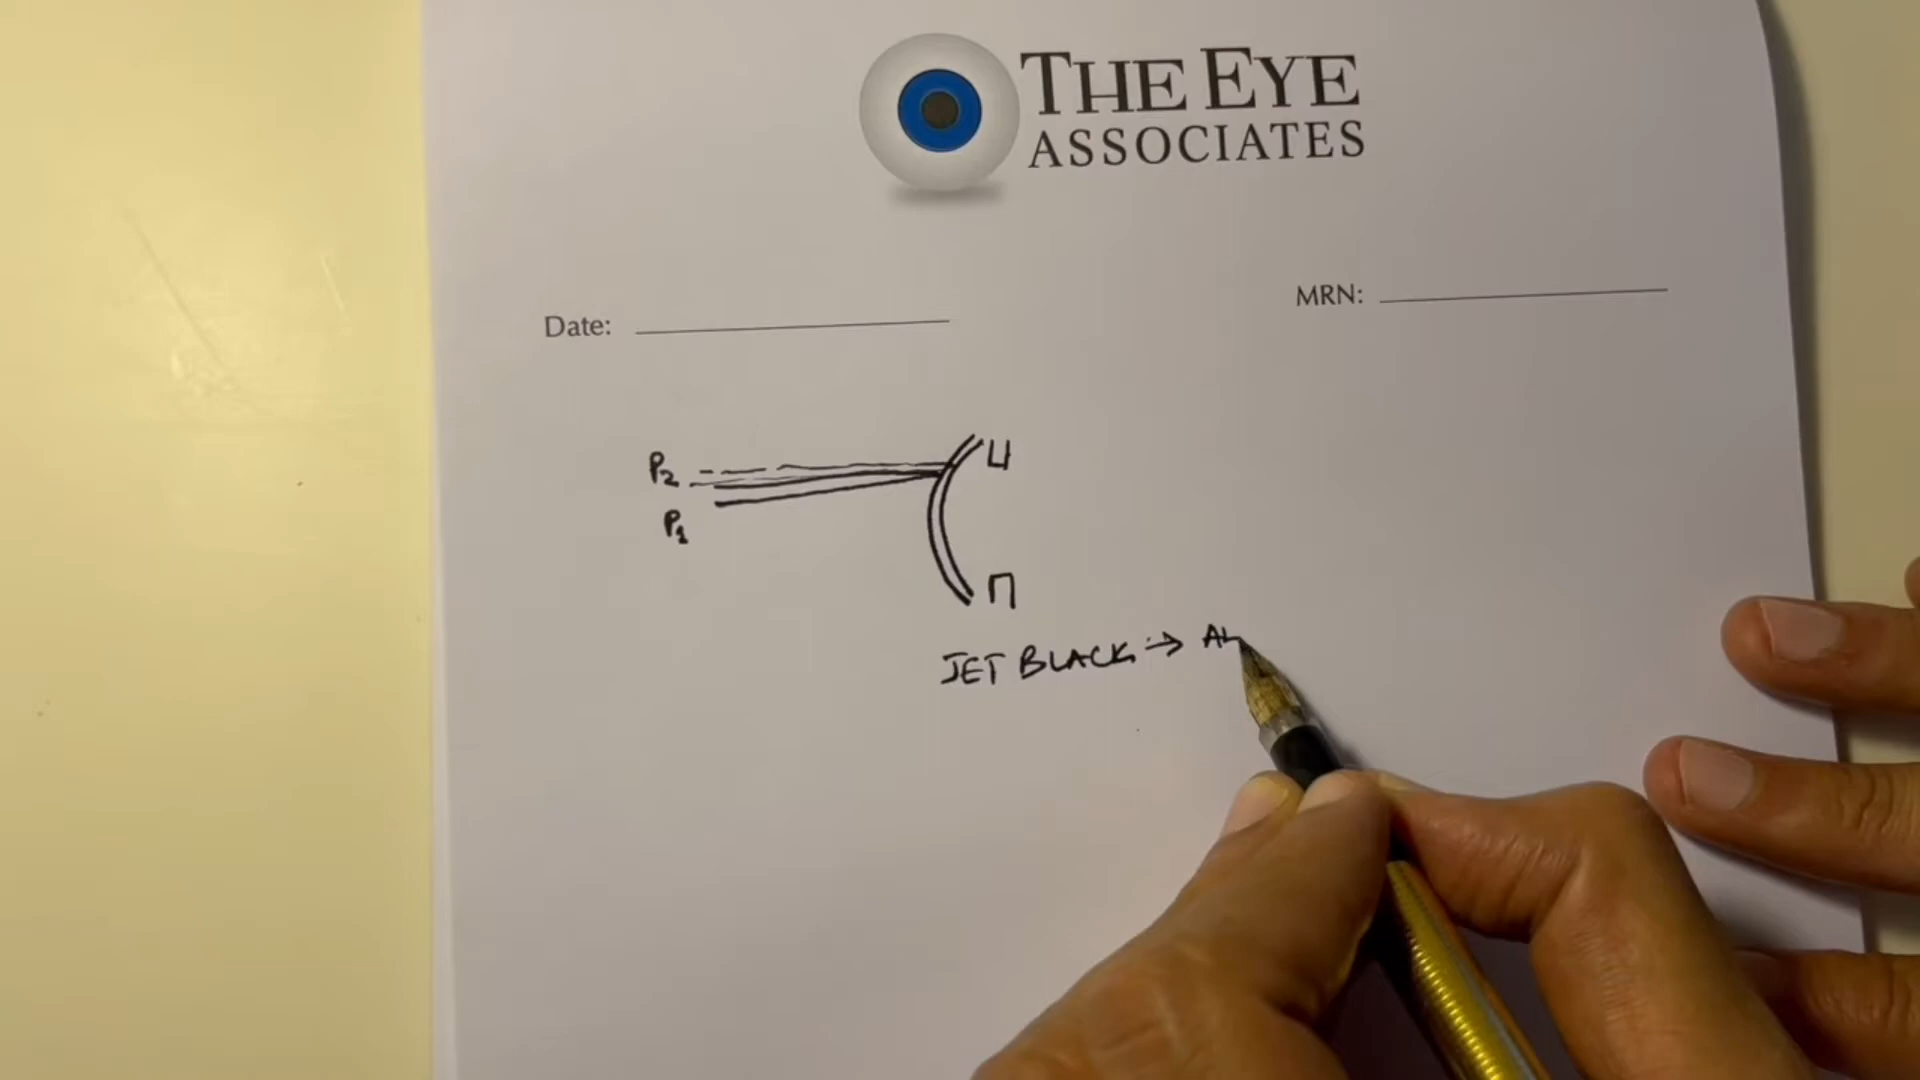 THE EYE
ASSOCIATES
MRN:
Date:
P2
P1
JET BLACK →